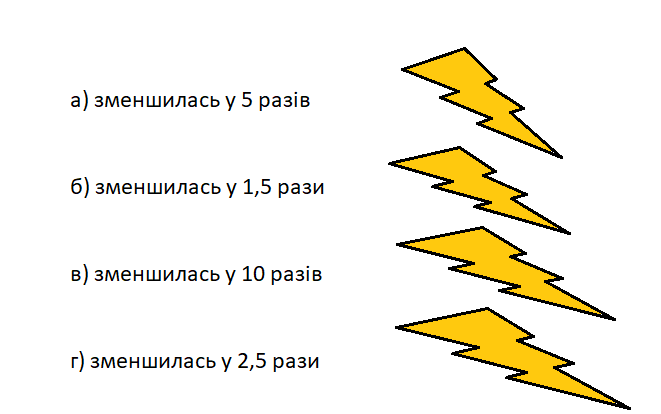 а) зменшилась у 5 разів
б) зменшилась у 1,5 рази
в) зменшилась у 10 разів
г) зменшилась у 2,5 рази